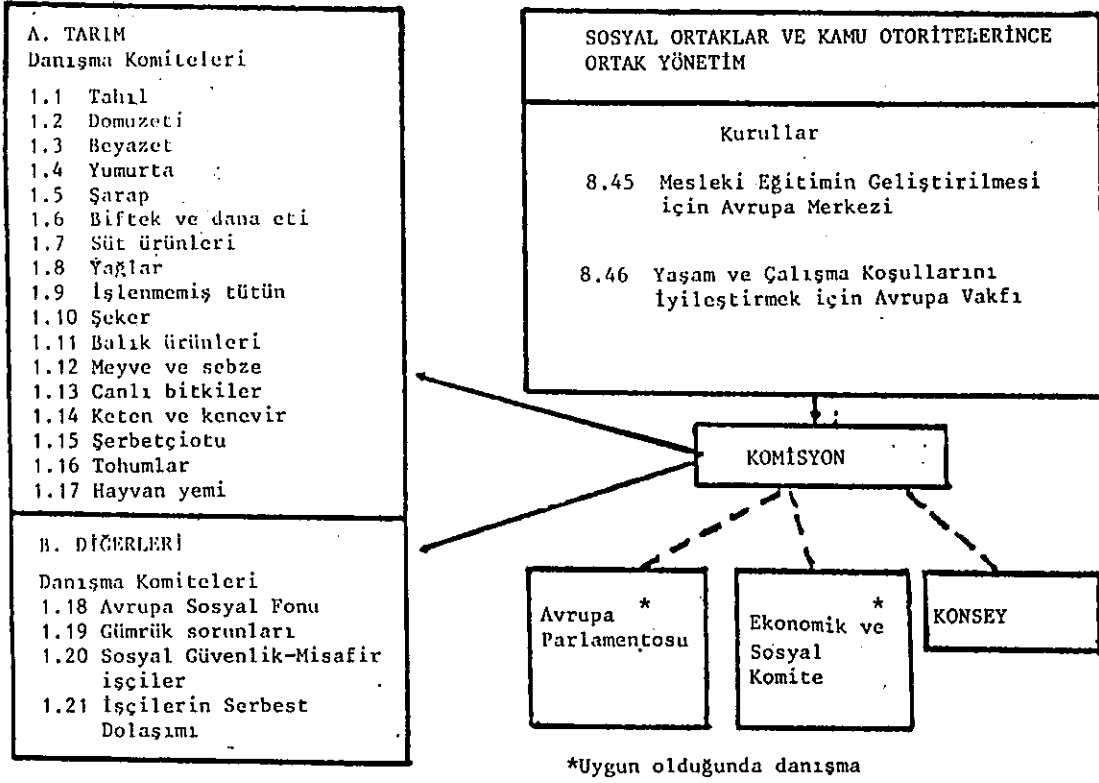 A. TARIM
Danışma Komiteleri
1.1 Tahıl
1.2 Domuzeti
1.3 Beyazet
1.4 Yumurta
1.5 Şarap
1.6 Biftek ve dana eti
1.7 Süt ürünleri
1.8 Yağlar
1.9 İşlenmemiş tütün
1.10 Şeker
1.11 Balık ürünleri
1.12 Meyve ve sebze
1.13 Canlı bitkiler
1.14 Keten ve kenevir
1.15 Şerbetçiotu
1.16 Tohumlar
1.17 Hayvan yemi
B. DİĞERLERİ
Danışma Komiteleri
1.18 Avrupa Sosyal Fonu
1.19 Gümrük sorunları
1.20 Sosyal Güvenlik-Misafir
işçiler
1.21 İşçilerin Serbest
Dolaşımı
SOSYAL ORTAKLAR VE KAMU OTORİTELERİNCE
ORTAK YÖNETİM
Kurullar
8.45 Mesleki Eğitimin Geliştirilmesi
için Avrupa Merkezi
8.46 Yaşam ve Çalışma Koşullarını
İyileştirmek için Avrupa Vakfı
KOMİSYON
Avrupa *
Parlamentosu
Ekonomik ve *
Sosyal
Komite
KONSEY
*Uygun olduğunda danışma